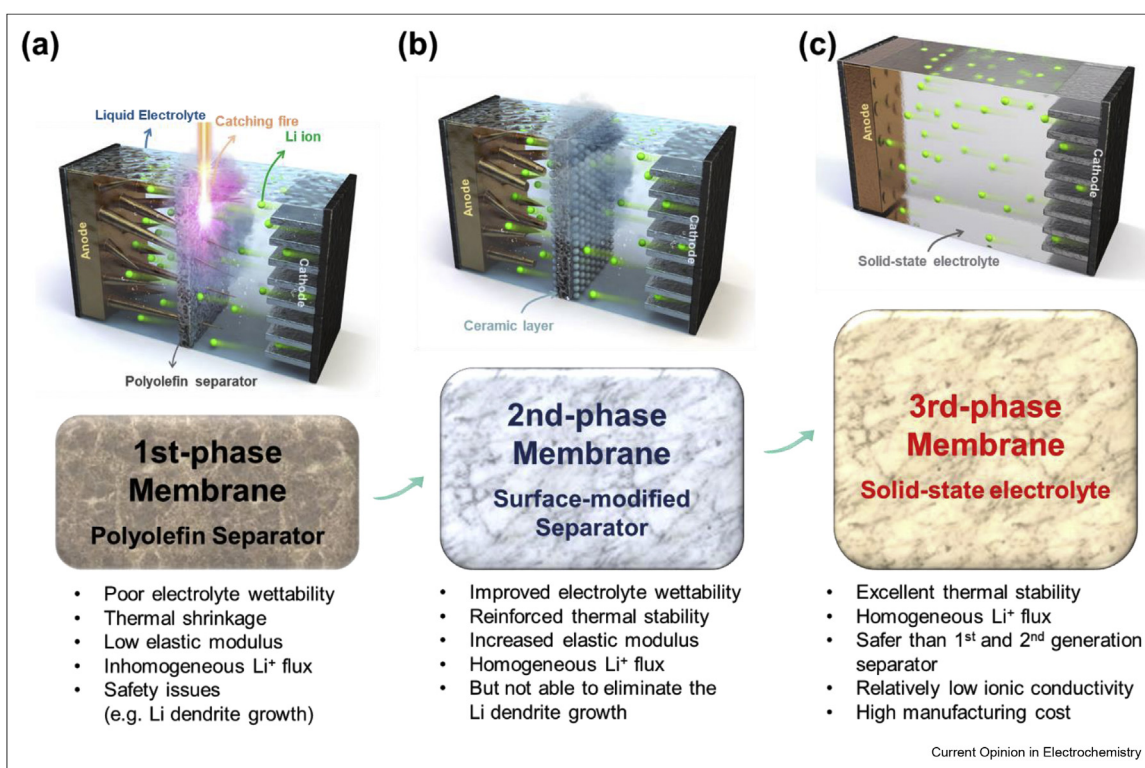 (a)
Liquid Electrolyte
Catching fire
Li ion
Anode
Cathode
Polyolefin separator
1st-phase
Membrane
Polyolefin Separator
• Poor electrolyte wettability
• Thermal shrinkage
• Low elastic modulus
• Inhomogeneous Li⁺ flux
• Safety issues
(e.g. Li dendrite growth)
(b)
Anode
Cathode
Ceramic layer
2nd-phase
Membrane
Surface-modified
Separator
• Improved electrolyte wettability
• Reinforced thermal stability
• Increased elastic modulus
• Homogeneous Li⁺ flux
• But not able to eliminate the
Li dendrite growth
(c)
Anode
Cathode
Solid-state electrolyte
3rd-phase
Membrane
Solid-state electrolyte
• Excellent thermal stability
• Homogeneous Li⁺ flux
• Safer than 1ˢᵗ and 2ⁿᵈ generation
separator
• Relatively low ionic conductivity
• High manufacturing cost
Current Opinion in Electrochemistry